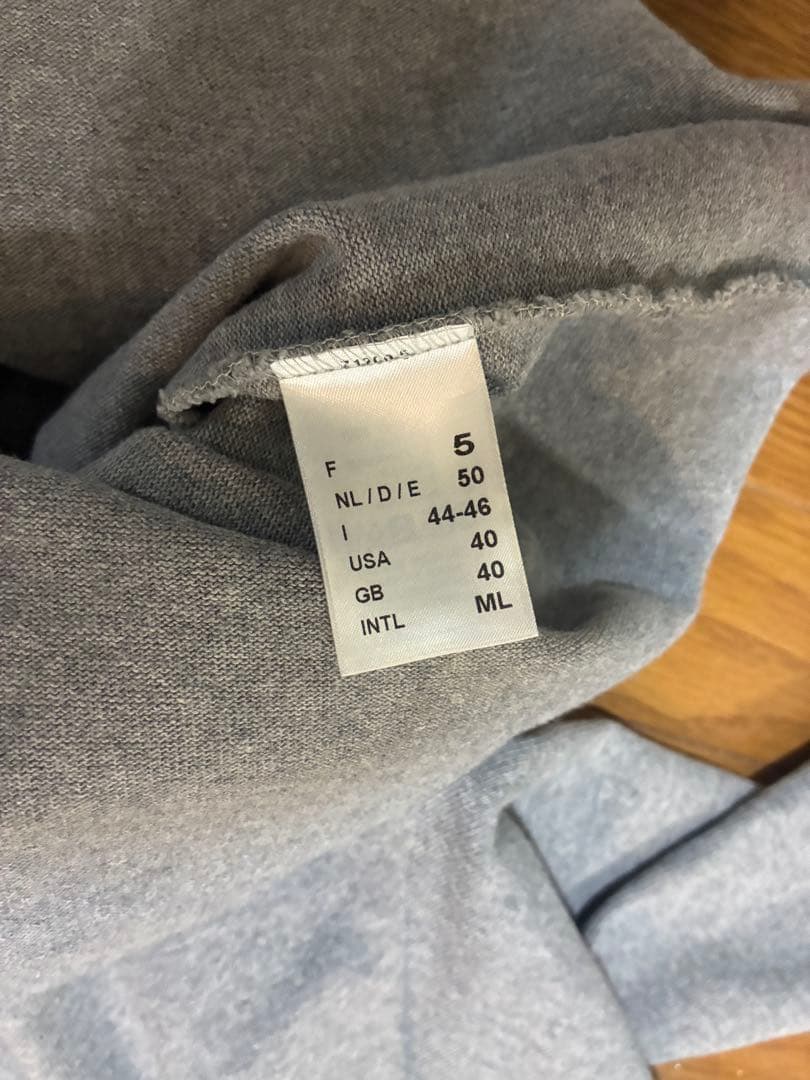 F 5
NL / D / E 50
I 44-46
USA 40
GB 40
INTL ML